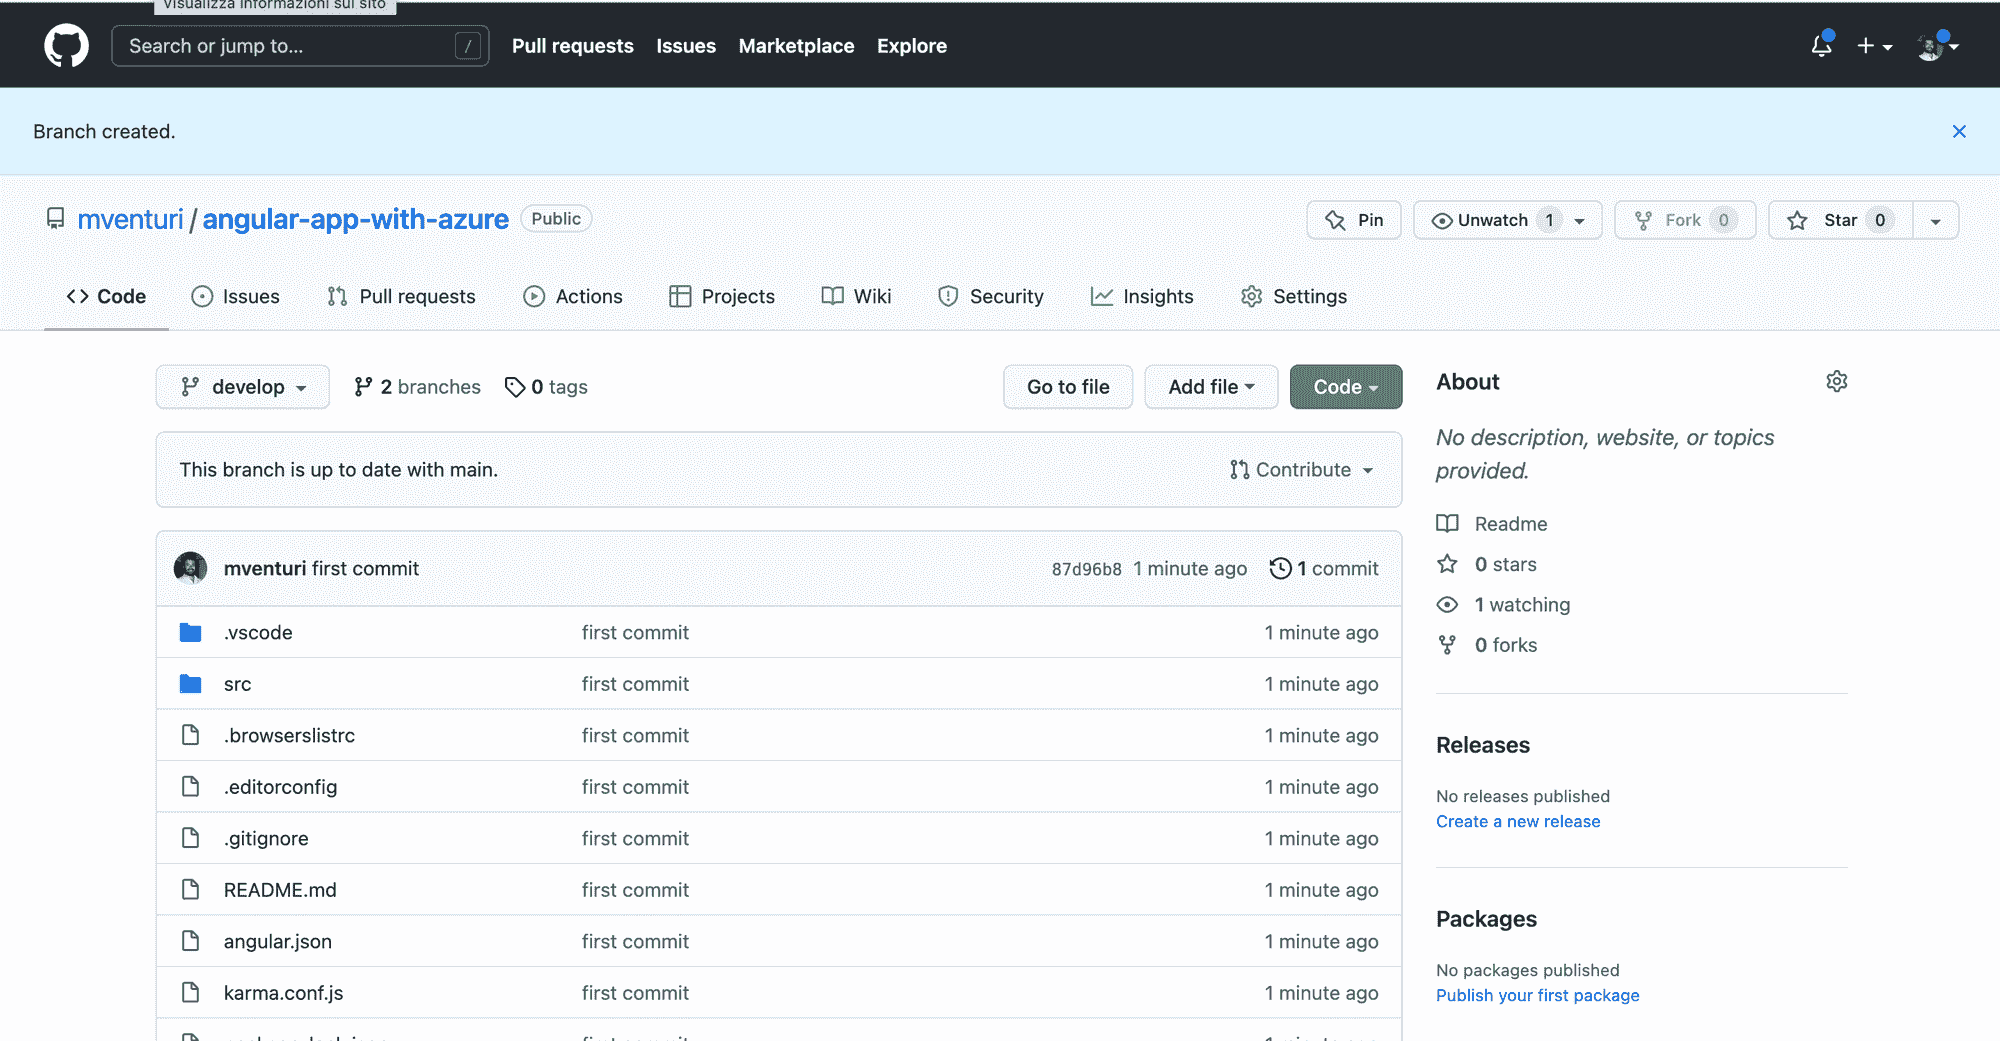 Visualizza informazioni sul sito
Search or jump to... /
Pull requests Issues Marketplace Explore
Branch created.
mventuri / angular-app-with-azure Public
Pin Unwatch 1 Fork 0 Star 0
Code Issues Pull requests Actions Projects Wiki Security Insights Settings
develop 2 branches 0 tags Go to file Add file Code
This branch is up to date with main. Contribute
mventuri first commit 87d96b8 1 minute ago 1 commit
.vscode first commit 1 minute ago
src first commit 1 minute ago
.browserslistrc first commit 1 minute ago
.editorconfig first commit 1 minute ago
.gitignore first commit 1 minute ago
README.md first commit 1 minute ago
angular.json first commit 1 minute ago
karma.conf.js first commit 1 minute ago
first commit 1 minute ago
About
No description, website, or topics
provided.
Readme
0 stars
1 watching
0 forks
Releases
No releases published
Create a new release
Packages
No packages published
Publish your first package